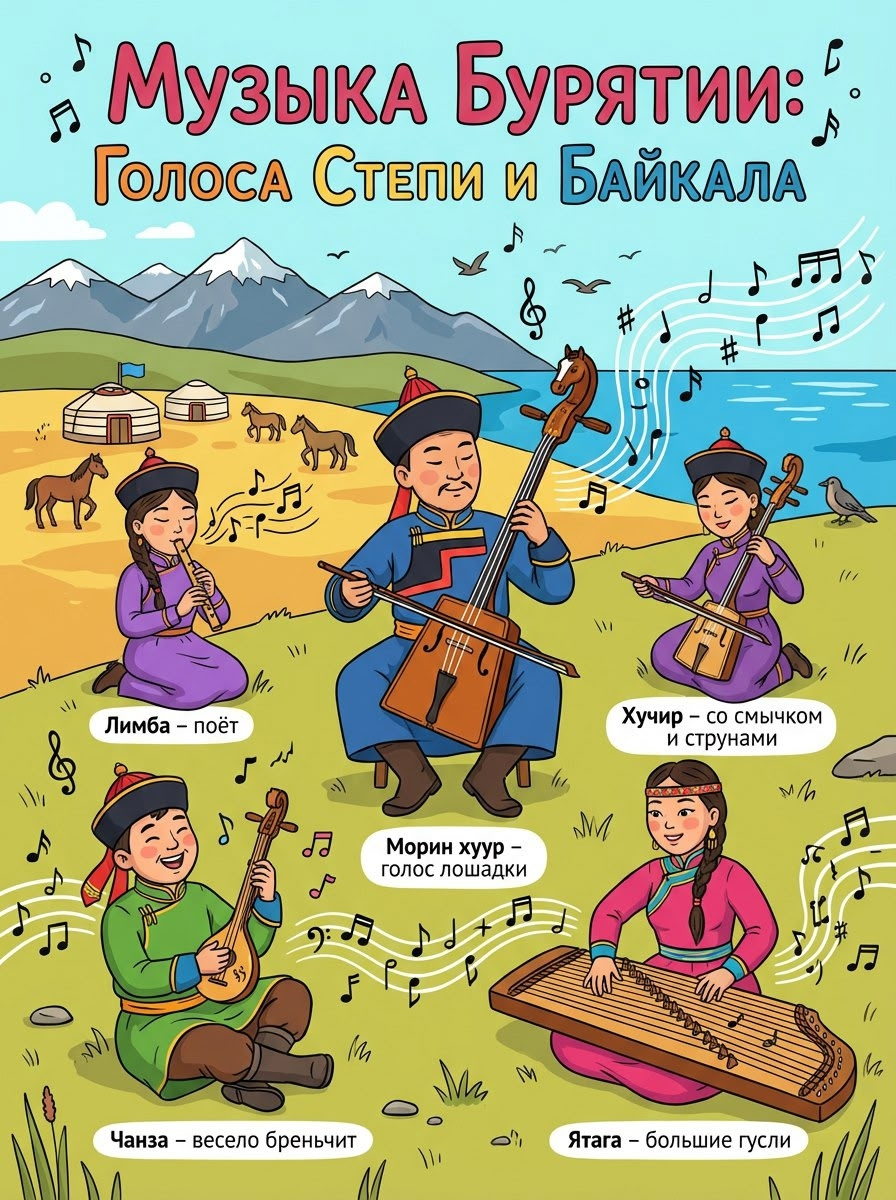 Музыка Бурятии:
Голоса Степи и Байкала
Лимба – поёт
Хучир – со смычком
и струнами
Морин хуур –
голос лошадки
Чанза – весело бреньчит
Ятага – большие гусли